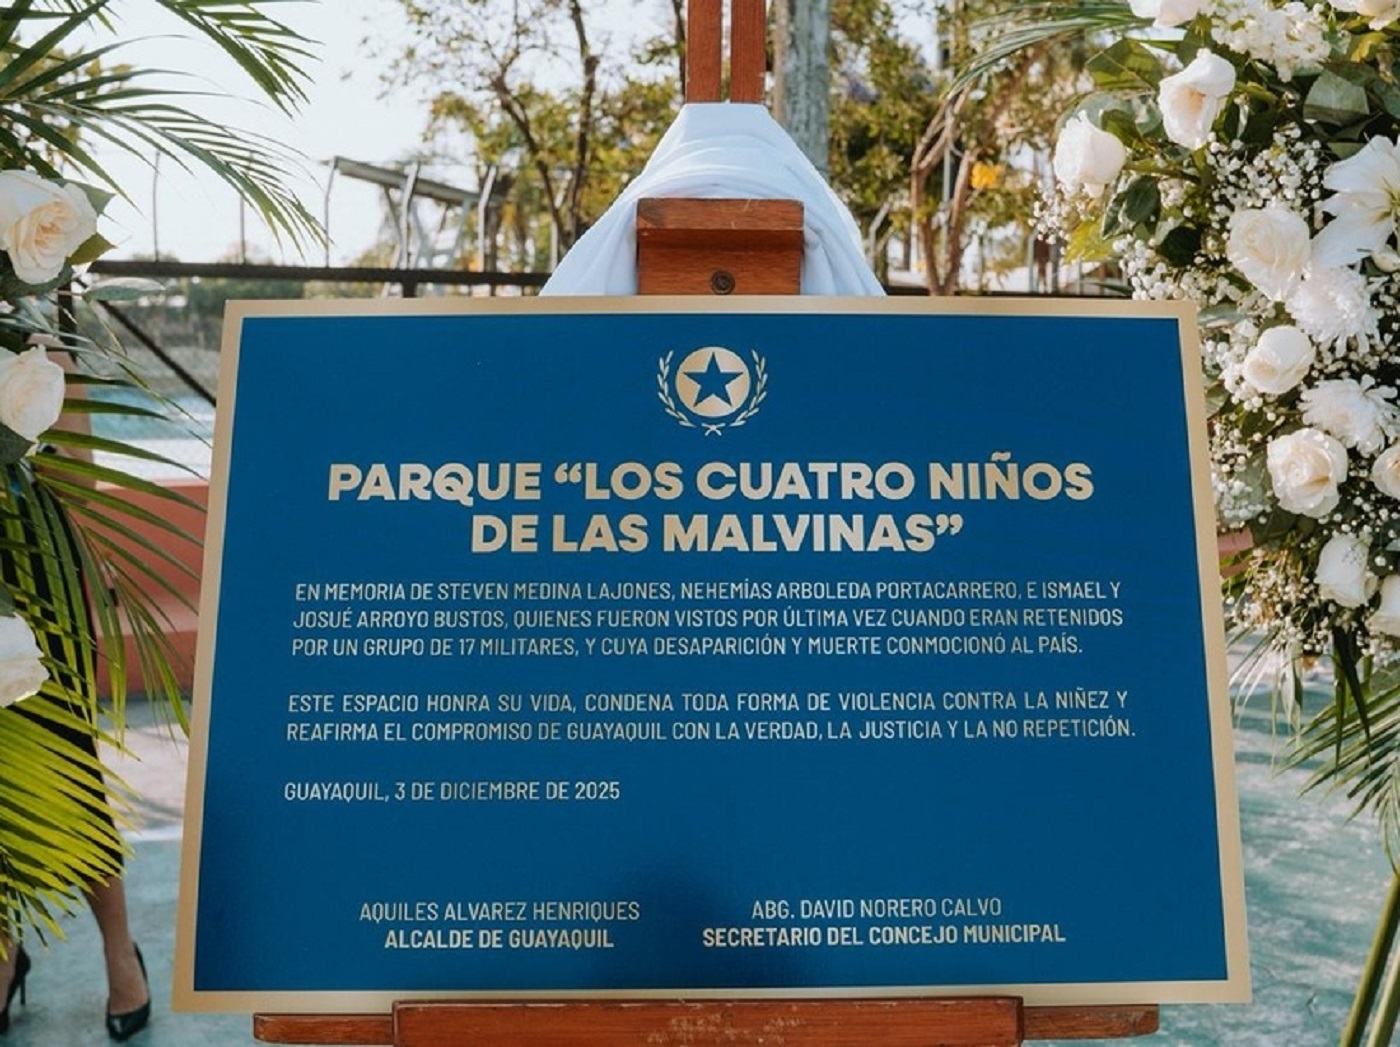 PARQUE “LOS CUATRO NIÑOS
DE LAS MALVINAS”
EN MEMORIA DE STEVEN MEDINA LAJONES, NEHEMÍAS ARBOLEDA PORTACARRERO, E ISMAEL Y
JOSUÉ ARROYO BUSTOS, QUIENES FUERON VISTOS POR ÚLTIMA VEZ CUANDO ERAN RETENIDOS
POR UN GRUPO DE 17 MILITARES, Y CUYA DESAPARICIÓN Y MUERTE CONMOCIONÓ AL PAÍS.
ESTE ESPACIO HONRA SU VIDA, CONDENA TODA FORMA DE VIOLENCIA CONTRA LA NIÑEZ Y
REAFIRMA EL COMPROMISO DE GUAYAQUIL CON LA VERDAD, LA JUSTICIA Y LA NO REPETICIÓN.
GUAYAQUIL, 3 DE DICIEMBRE DE 2025
AQUILES ALVAREZ HENRIQUES
ALCALDE DE GUAYAQUIL
ABG. DAVID NORERO CALVO
SECRETARIO DEL CONCEJO MUNICIPAL